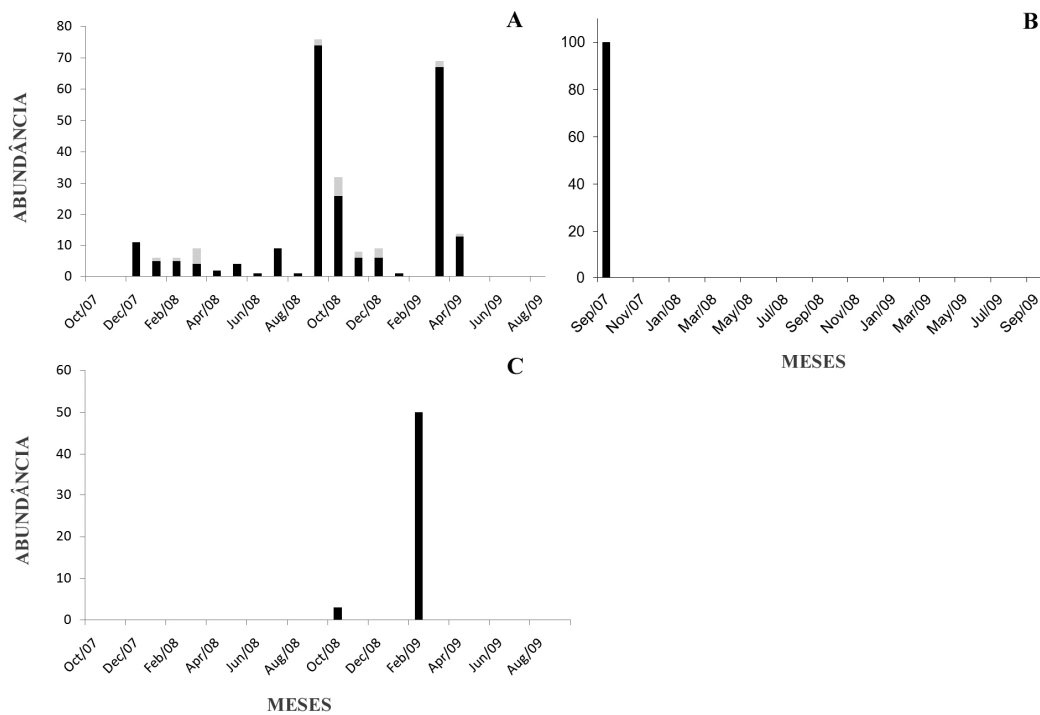 A
ABUNDÂNCIA
80
70
60
50
40
30
20
10
0
Oct/07 Dec/07 Feb/08 Apr/08 Jun/08 Aug/08 Oct/08 Dec/08 Feb/09 Apr/09 Jun/09 Aug/09
B
100
80
60
40
20
0
Sep/07 Nov/07 Jan/08 Mar/08 May/08 Jul/08 Sep/08 Nov/08 Jan/09 Mar/09 May/09 Jul/09 Sep/09
MESES
C
ABUNDÂNCIA
60
50
40
30
20
10
0
Oct/07 Dec/07 Feb/08 Apr/08 Jun/08 Aug/08 Oct/08 Dec/08 Feb/09 Apr/09 Jun/09 Aug/09
MESES